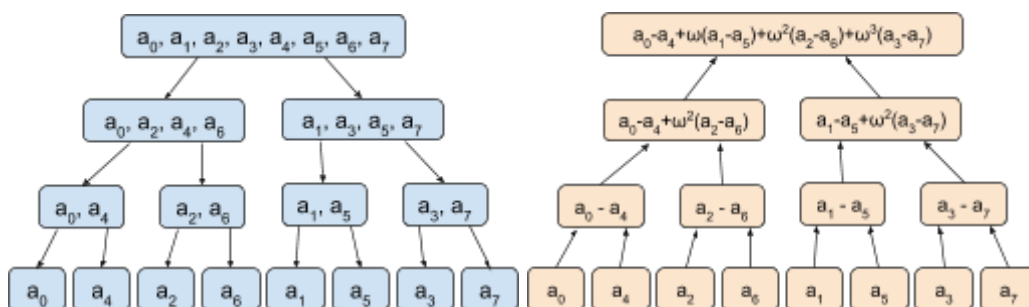 a₀, a₁, a₂, a₃, a₄, a₅, a₆, a₇
a₀, a₂, a₄, a₆
a₁, a₃, a₅, a₇
a₀, a₄
a₂, a₆
a₁, a₅
a₃, a₇
a₀
a₄
a₂
a₆
a₁
a₅
a₃
a₇
a₀-a₄+ω(a₁-a₅)+ω²(a₂-a₆)+ω³(a₃-a₇)
a₀-a₄+ω²(a₂-a₆)
a₁-a₅+ω²(a₃-a₇)
a₀ - a₄
a₂ - a₆
a₁ - a₅
a₃ - a₇
a₀
a₄
a₂
a₆
a₁
a₅
a₃
a₇